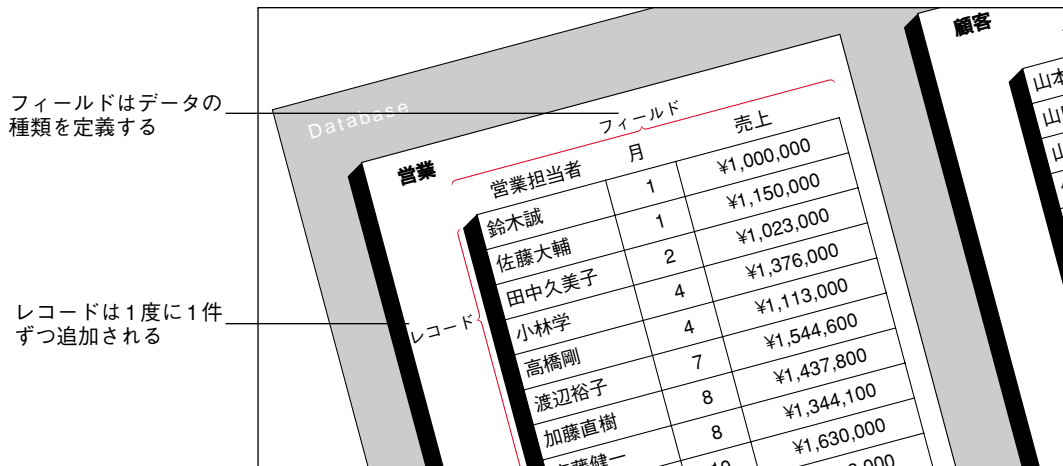 フィールドはデータの
種類を定義する
レコードは1度に1件
ずつ追加される
Database
フィールド
レコード
営業
営業担当者 月 売上
鈴木誠 1 ¥1,000,000
佐藤大輔 1 ¥1,150,000
田中久美子 2 ¥1,023,000
小林学 4 ¥1,376,000
高橋剛 4 ¥1,113,000
渡辺裕子 7 ¥1,544,600
加藤直樹 8 ¥1,437,800
健一 8 ¥1,344,100
10 ¥1,630,000
顧客
山本